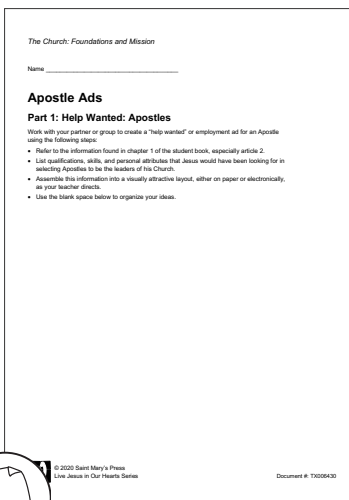 The Church: Foundations and Mission
Name ______________________________________
Apostle Ads
Part 1: Help Wanted: Apostles
Work with your partner or group to create a “help wanted” or employment ad for an Apostle
using the following steps:
• Refer to the information found in chapter 1 of the student book, especially article 2.
• List qualifications, skills, and personal attributes that Jesus would have been looking for in
selecting Apostles to be the leaders of his Church.
• Assemble this information into a visually attractive layout, either on paper or electronically,
as your teacher directs.
• Use the blank space below to organize your ideas.
© 2020 Saint Mary’s Press
Live Jesus in Our Hearts Series
Document #: TX006430